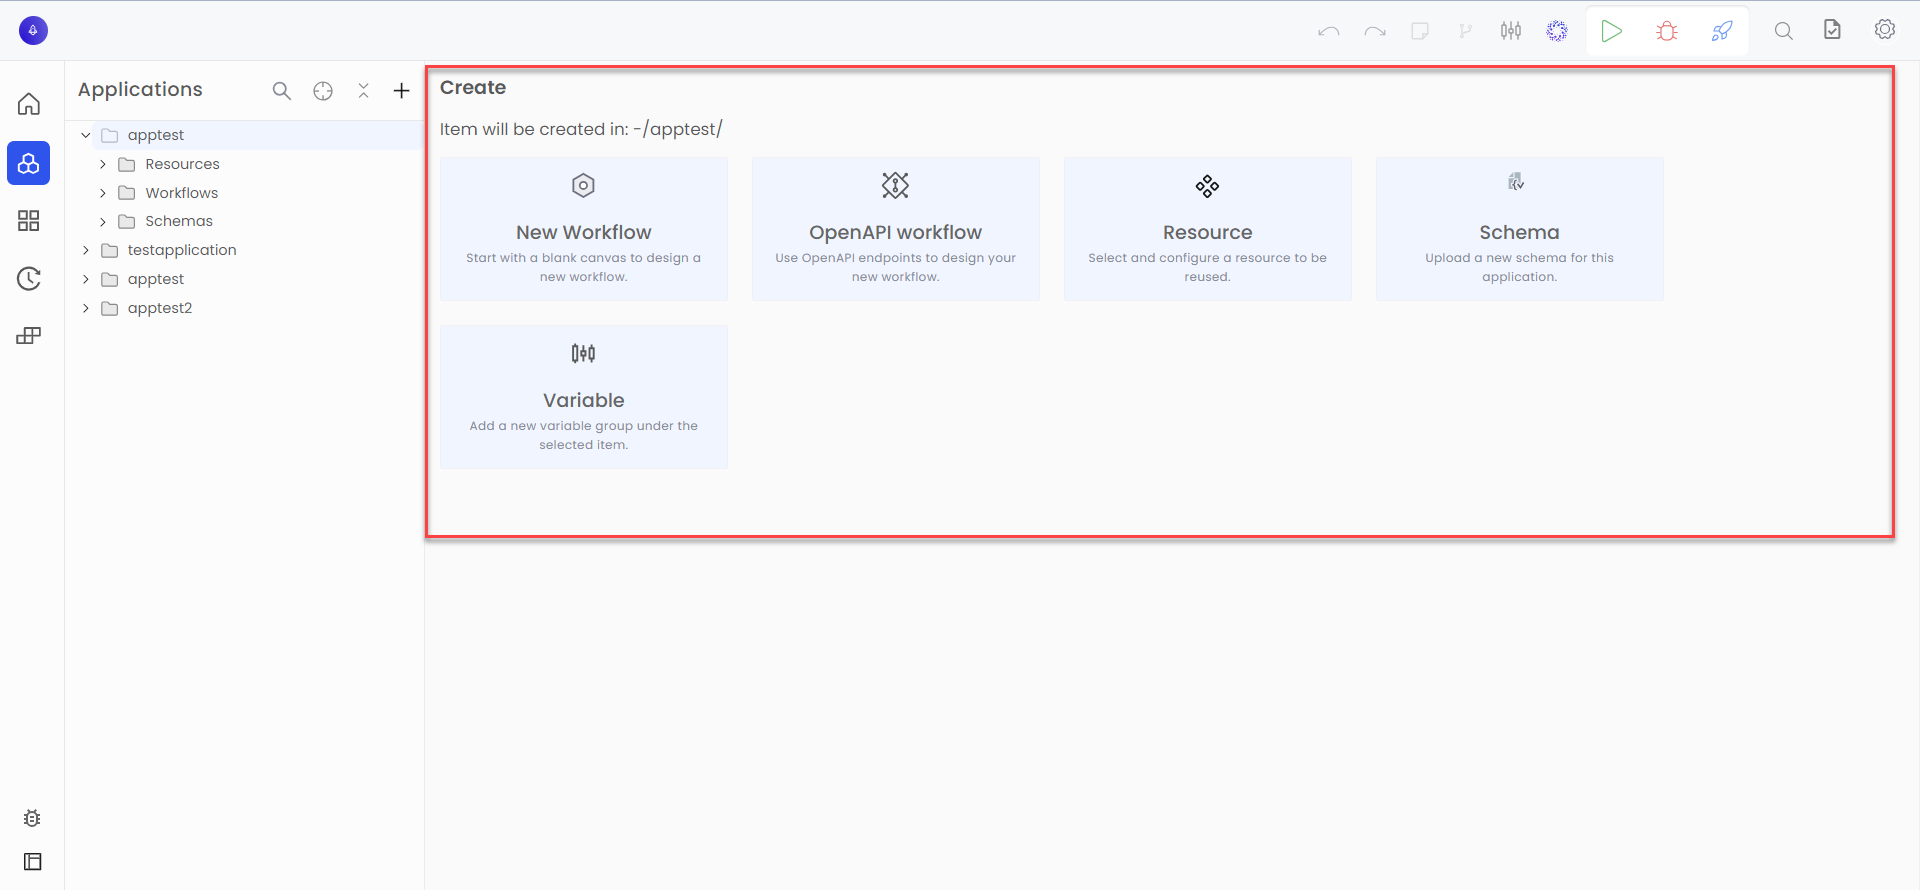 Applications
apptest
Resources
Workflows
Schemas
testapplication
apptest
apptest2
Create
Item will be created in: -/apptest/
New Workflow
Start with a blank canvas to design a
new workflow.
OpenAPI workflow
Use OpenAPI endpoints to design your
new workflow.
Resource
Select and configure a resource to be
reused.
Schema
Upload a new schema for this
application.
Variable
Add a new variable group under the
selected item.